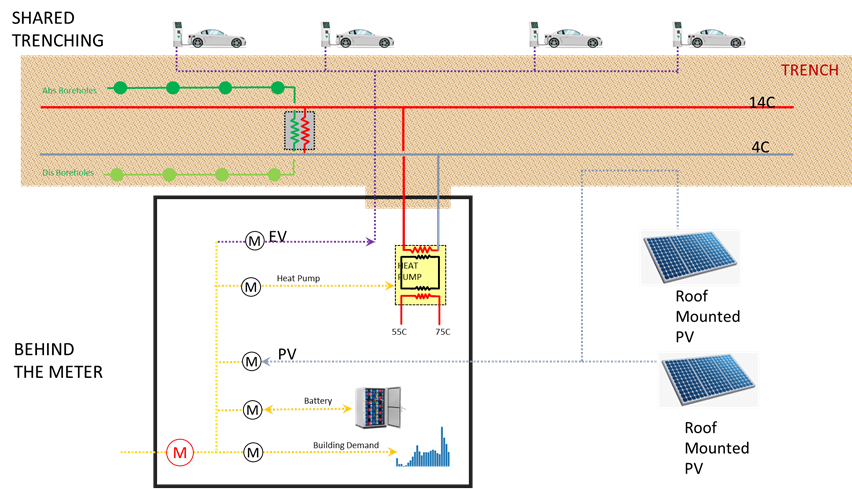 SHARED
TRENCHING
TRENCH
Abs Boreholes
14C
4C
Dis Boreholes
M
EV
HEAT
PUMP
M
Heat Pump
55C
75C
Roof
Mounted
PV
BEHIND
THE METER
M
PV
M
Battery
M
M
Building Demand
Roof
Mounted
PV